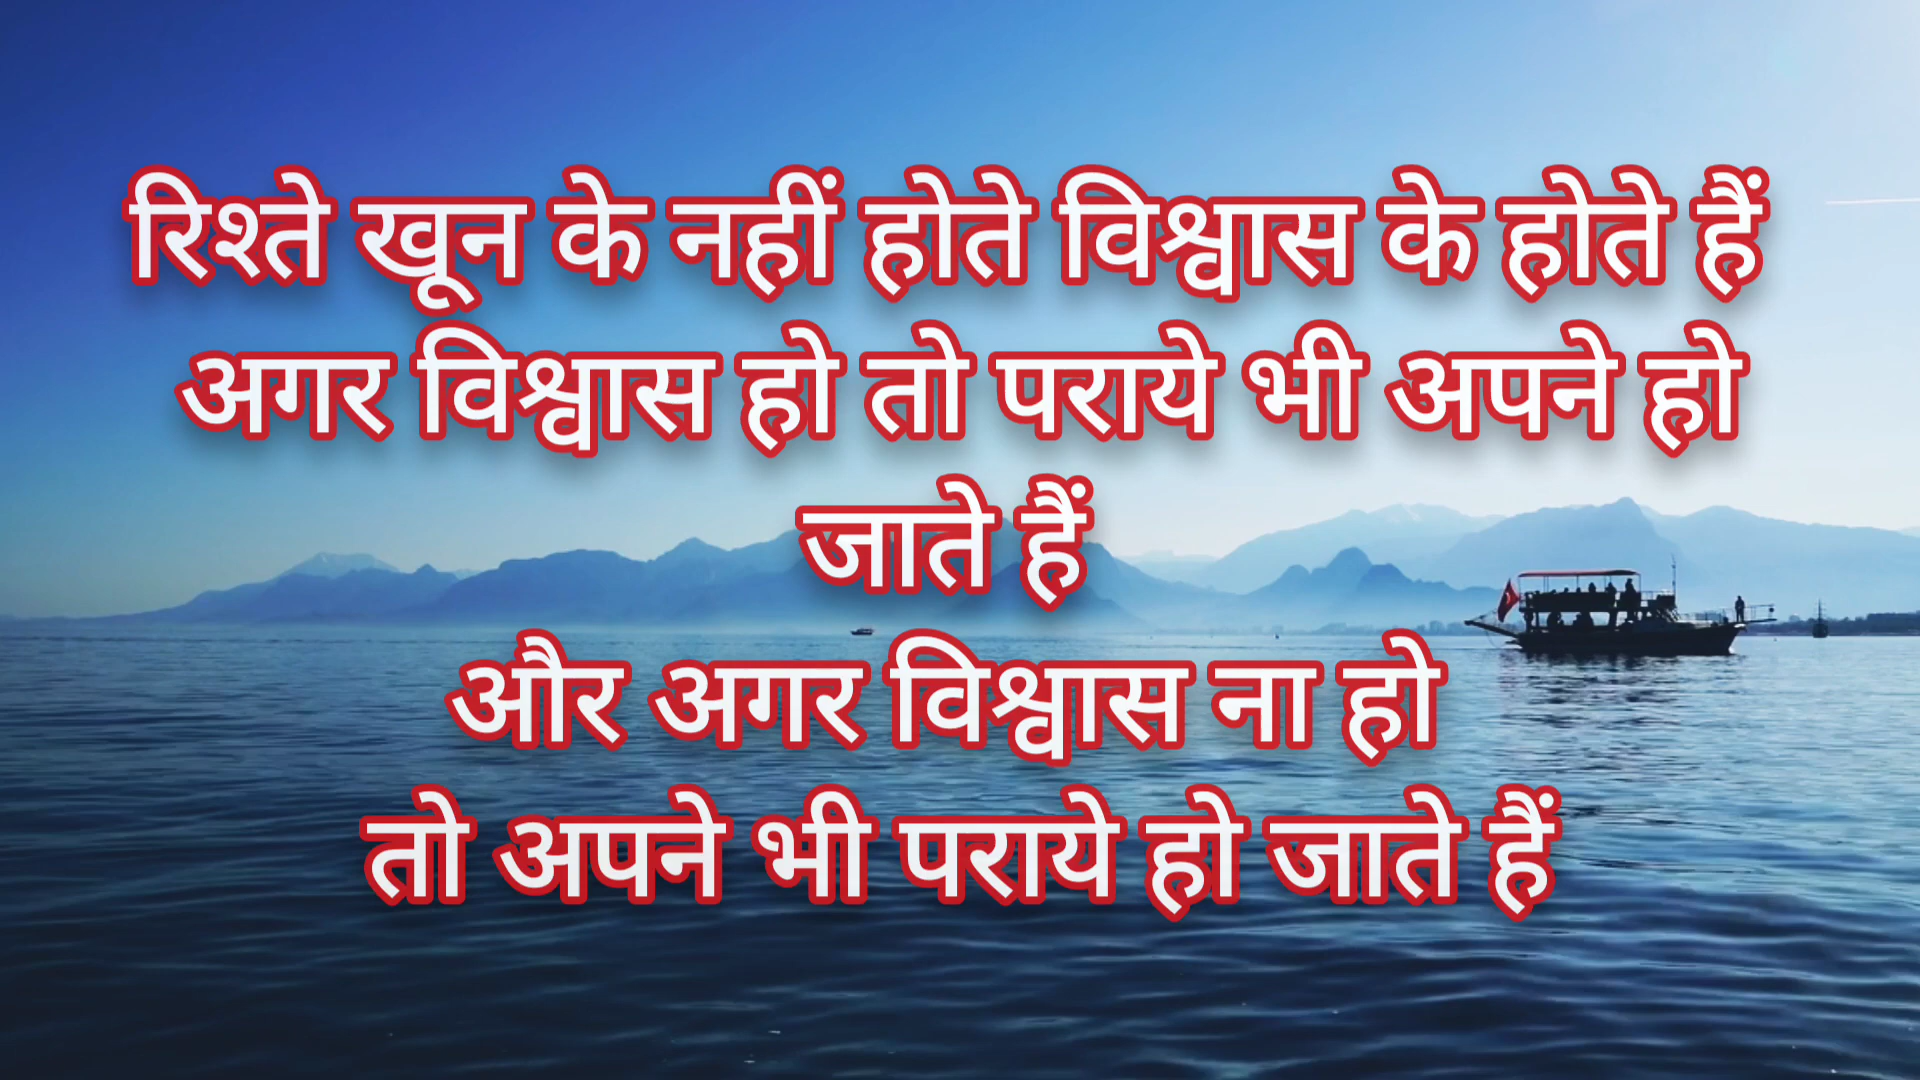 रिश्ते खून के नहीं होते विश्वास के होते हैं
अगर विश्वास हो तो पराये भी अपने हो
जाते हैं
और अगर विश्वास ना हो
तो अपने भी पराये हो जाते हैं